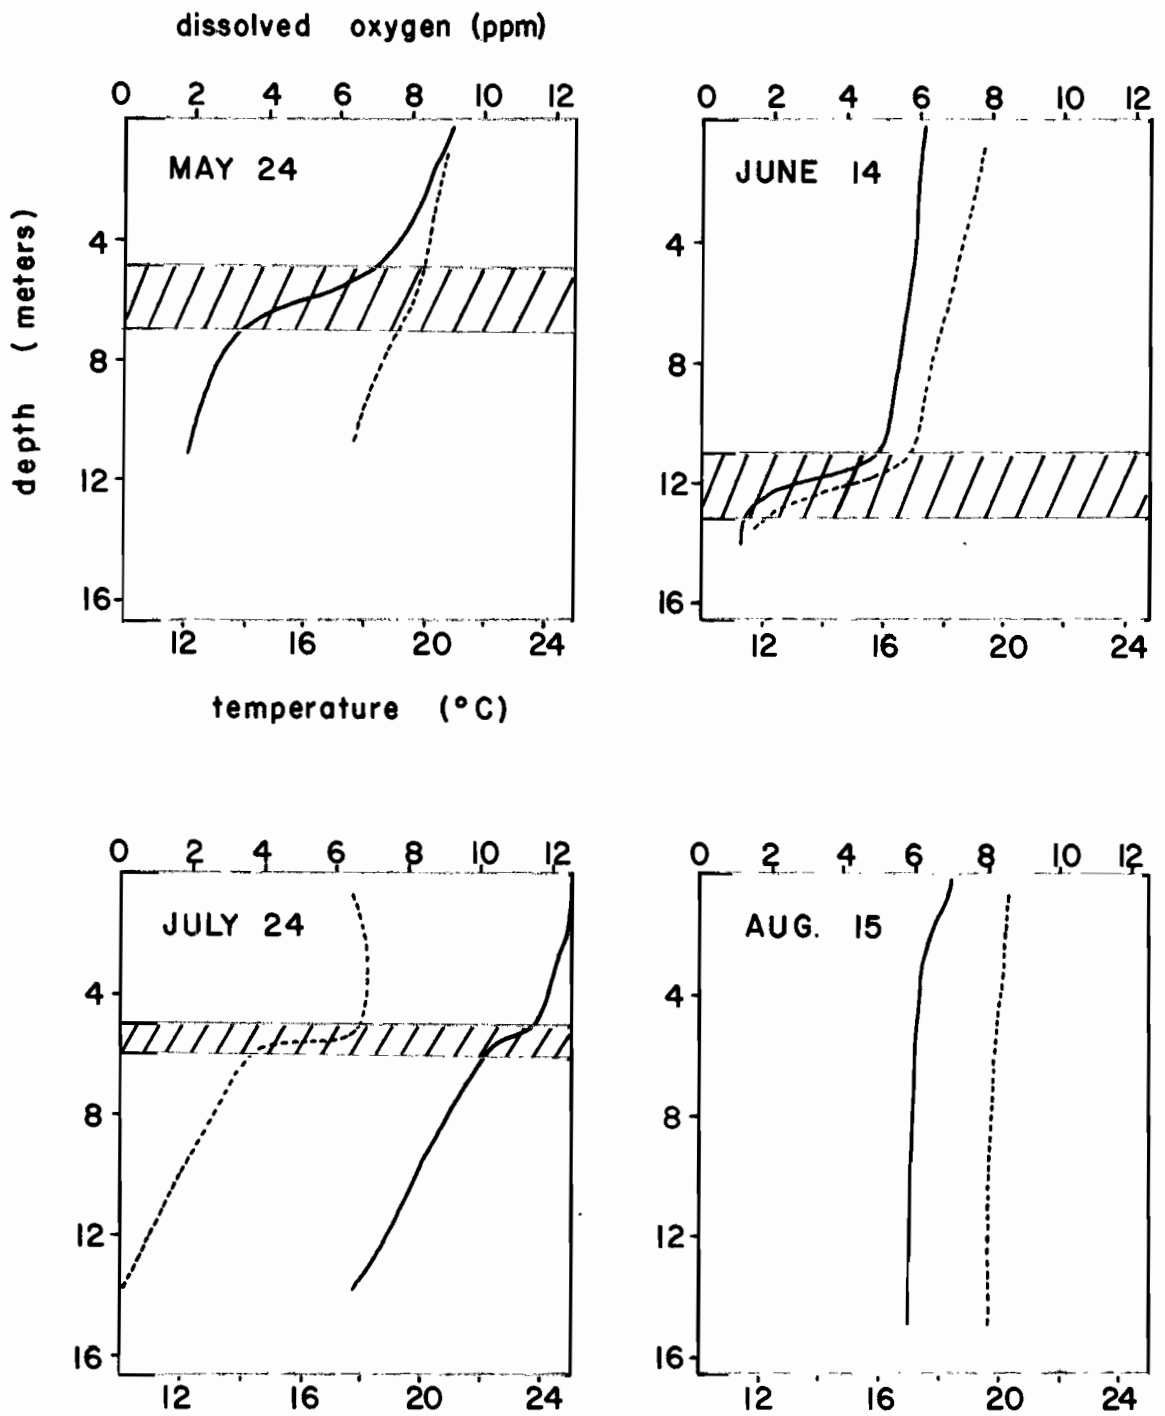 dissolved oxygen (ppm)
0 2 4 6 8 10 12
0 2 4 6 8 10 12
MAY 24
JUNE 14
depth (meters)
4
8
12
16
4
8
12
16
12 16 20 24
12 16 20 24
temperature (°C)
0 2 4 6 8 10 12
0 2 4 6 8 10 12
JULY 24
AUG. 15
4
8
12
16
4
8
12
16
12 16 20 24
12 16 20 24